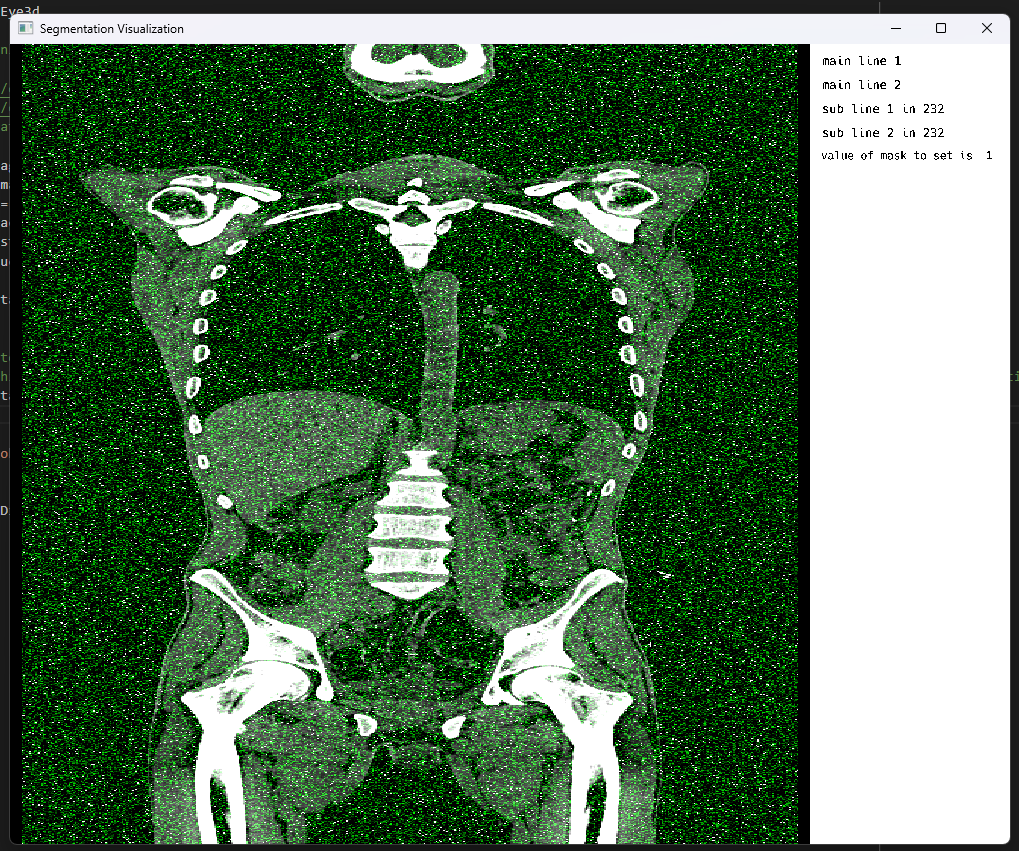 Eye3d
Segmentation Visualization
main line 1
main line 2
sub line 1 in 232
sub line 2 in 232
value of mask to set is  1